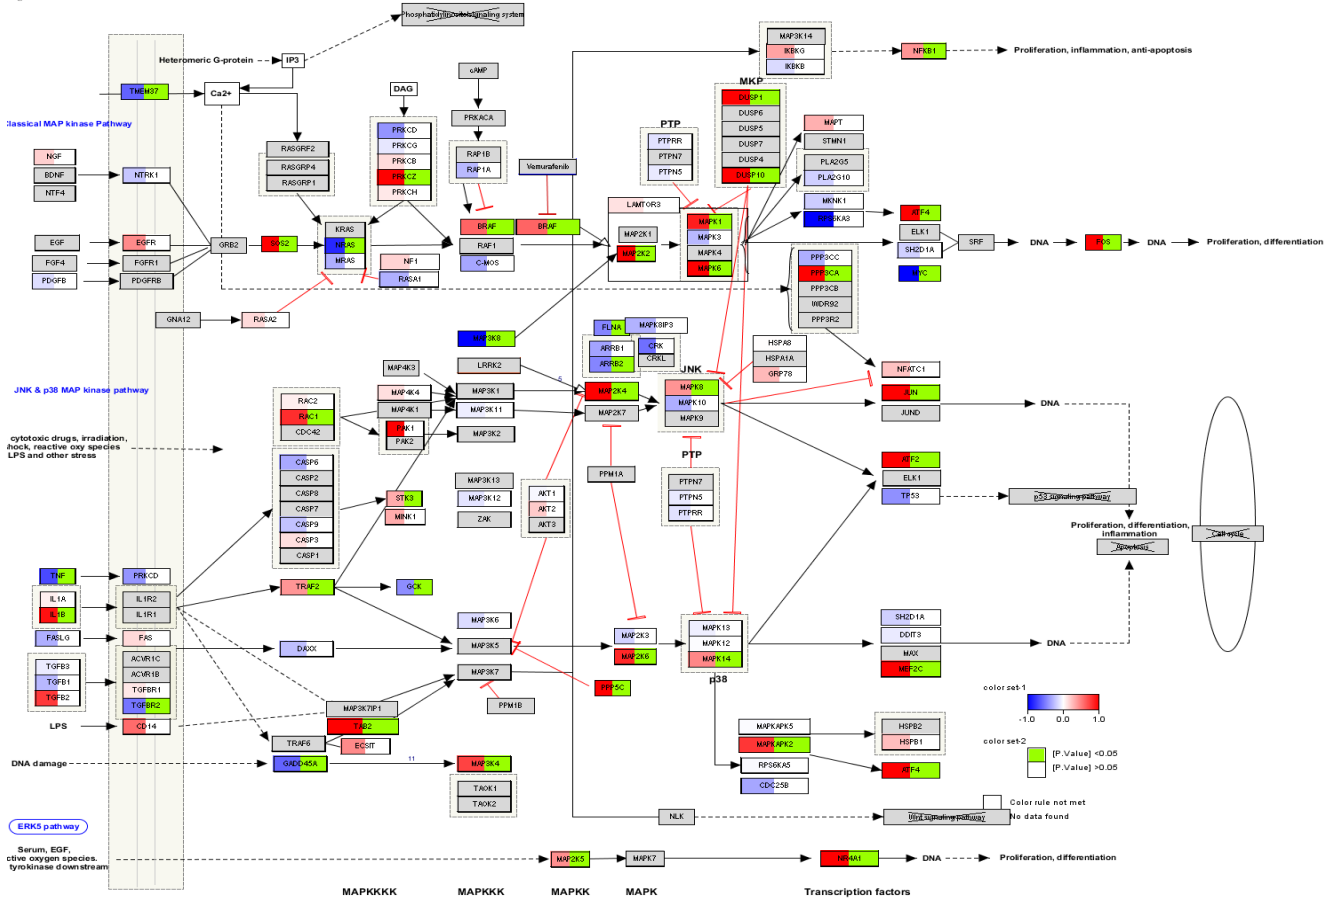 Phosphatidylinositol signaling system
Heteromeric G-protein
IP3
TMEM37
Ca2+
cAMP
DAG
PRKACA
MAP3K14
IKBKG
IKBKB
NFKB1
Proliferation, inflammation, anti-apoptosis
Classical MAP kinase Pathway
NGF
BDNF
NTF4
NTRK1
RASGRF2
RASGRP4
RASGRP1
PRKCD
PRKCG
PRKCB
PRKCZ
PRKCH
RAP1B
RAP1A
Vemurafenib
PTP
PTPRR
PTPN7
PTPN5
MKP
DUSP1
DUSP6
DUSP5
DUSP7
DUSP4
DUSP10
MAPT
STMN1
PLA2G5
PLA2G10
MKNK1
RPS6KA3
LAMTOR3
EGF
FGF4
PDGFB
EGFR
FGFR1
PDGFRB
GRB2
SOS2
KRAS
NRAS
MRAS
NF1
RASA1
BRAF
RAF1
C-MOS
BRAF
MAP2K1
MAP2K2
MAPK1
MAPK3
MAPK4
MAPK6
ATF4
ELK1
SH2D1A
MYC
SRF
DNA
FOS
DNA
Proliferation, differentiation
PPP3CC
PPP3CA
PPP3CB
WDR92
PPP3R2
GNA12
RASA2
MAP3K8
FLNA
MAPK8IP3
ARRB1
ARRB2
CRK
CRKL
HSPA8
HSPA1A
GRP78
JNK & p38 MAP kinase pathway
MAP4K3
LRRK2
RAC2
RAC1
CDC42
MAP4K4
MAP4K1
PAK1
PAK2
MAP3K1
MAP3K11
MAP3K2
5
MAP2K4
MAP2K7
JNK
MAPK8
MAPK10
MAPK9
NFATC1
JUN
JUND
DNA
cytotoxic drugs, irradiation,
hock, reactive oxy species
LPS and other stress
CASP6
CASP2
CASP8
CASP7
CASP9
CASP3
CASP1
STK3
MINK1
MAP3K13
MAP3K12
ZAK
AKT1
AKT2
AKT3
PPM1A
PTP
PTPN7
PTPN5
PTPRR
ATF2
ELK1
TP53
p53 signaling pathway
Proliferation, differentiation,
inflammation
Apoptosis
Cell cycle
TNF
PRKCD
IL1A
IL1B
IL1R2
IL1R1
TRAF2
GCK
FASLG
FAS
DAXX
MAP3K6
MAP3K5
MAP3K7
MAP2K3
MAP2K6
MAPK13
MAPK12
MAPK14
p38
SH2D1A
DDIT3
MAX
MEF2C
DNA
TGFB3
TGFB1
TGFB2
ACVR1C
ACVR1B
TGFBR1
TGFBR2
PPP5C
PPM1B
LPS
CD14
MAP3K7IP1
TAB2
TRAF6
ECSIT
DNA damage
GADD45A
11
MAP3K4
TAOK1
TAOK2
MAPKAPK5
MAPKAPK2
RPS6KA5
CDC25B
HSPB2
HSPB1
ATF4
color set-1
-1.0 1.0
color set-2
[P.Value] <0.05
[P.Value] >0.05
Color rule not met
No data found
NLK
Wnt signaling pathway
ERK5 pathway
Serum, EGF,
ctive oxygen species.
tyrokinase downstream
MAP2K5
MAPK7
NR4A1
DNA
Proliferation, differentiation
MAPKKKK
MAPKKK
MAPKK
MAPK
Transcription factors